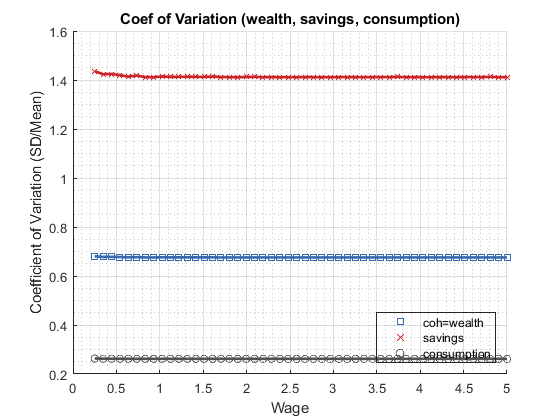 Coef of Variation (wealth, savings, consumption)
Coefficient of Variation (SD/Mean)
1.6
1.4
1.2
1
0.8
0.6
0.4
0.2
coh=wealth
savings
consumption
0 0.5 1 1.5 2 2.5 3 3.5 4 4.5 5
Wage